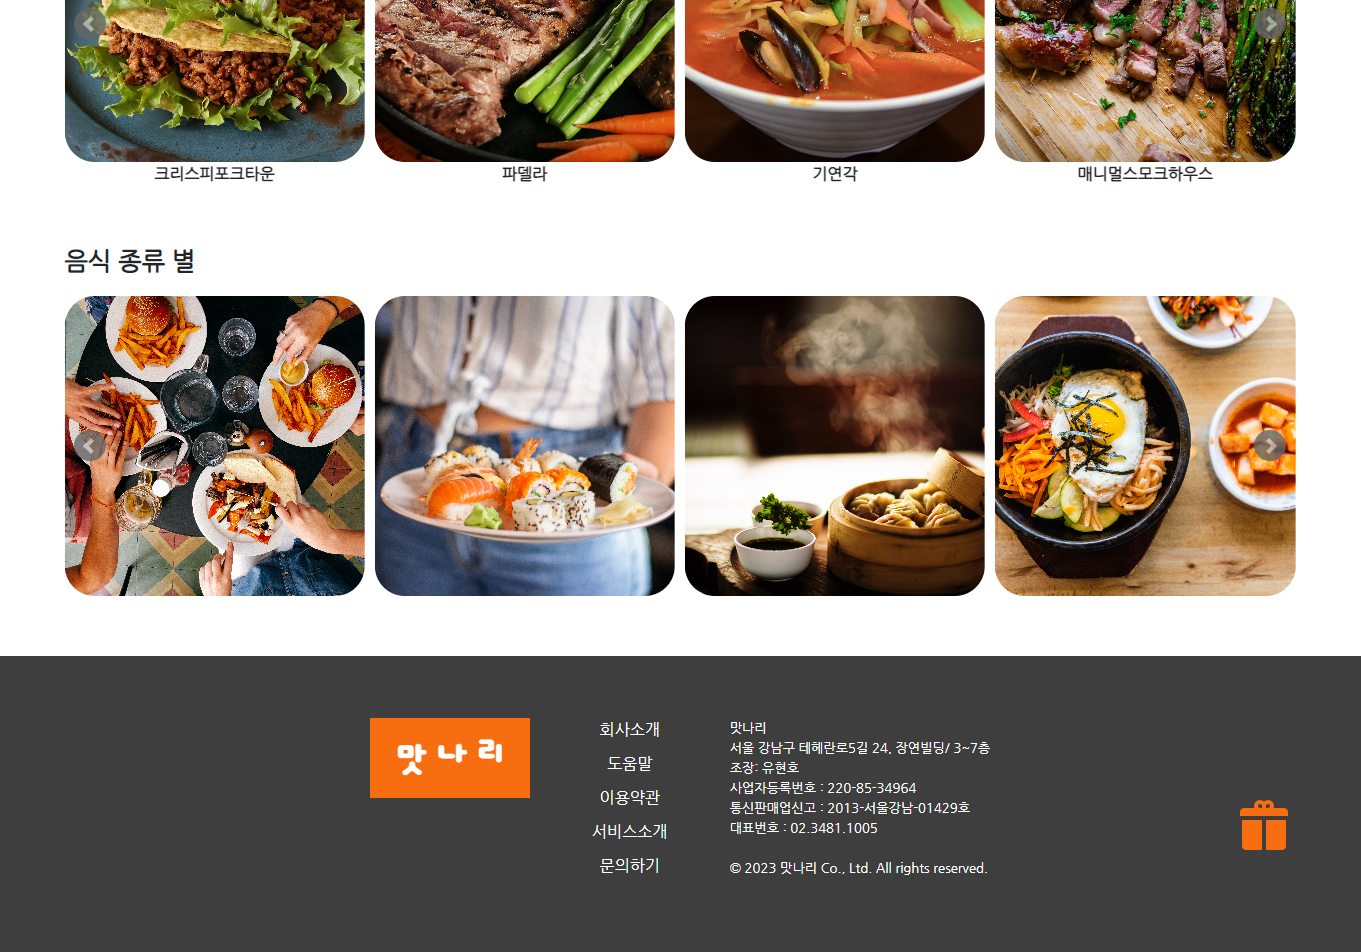 크리스피포크타운
파델라
기연각
매니멀스모크하우스
음식 종류 별
맛나리
회사소개
도움말
이용약관
서비스소개
문의하기
맛나리
서울 강남구 테헤란로5길 24, 장연빌딩/ 3~7층
조장: 유현호
사업자등록번호 : 220-85-34964
통신판매업신고 : 2013-서울강남-01429호
대표번호 : 02.3481.1005
© 2023 맛나리 Co., Ltd. All rights reserved.